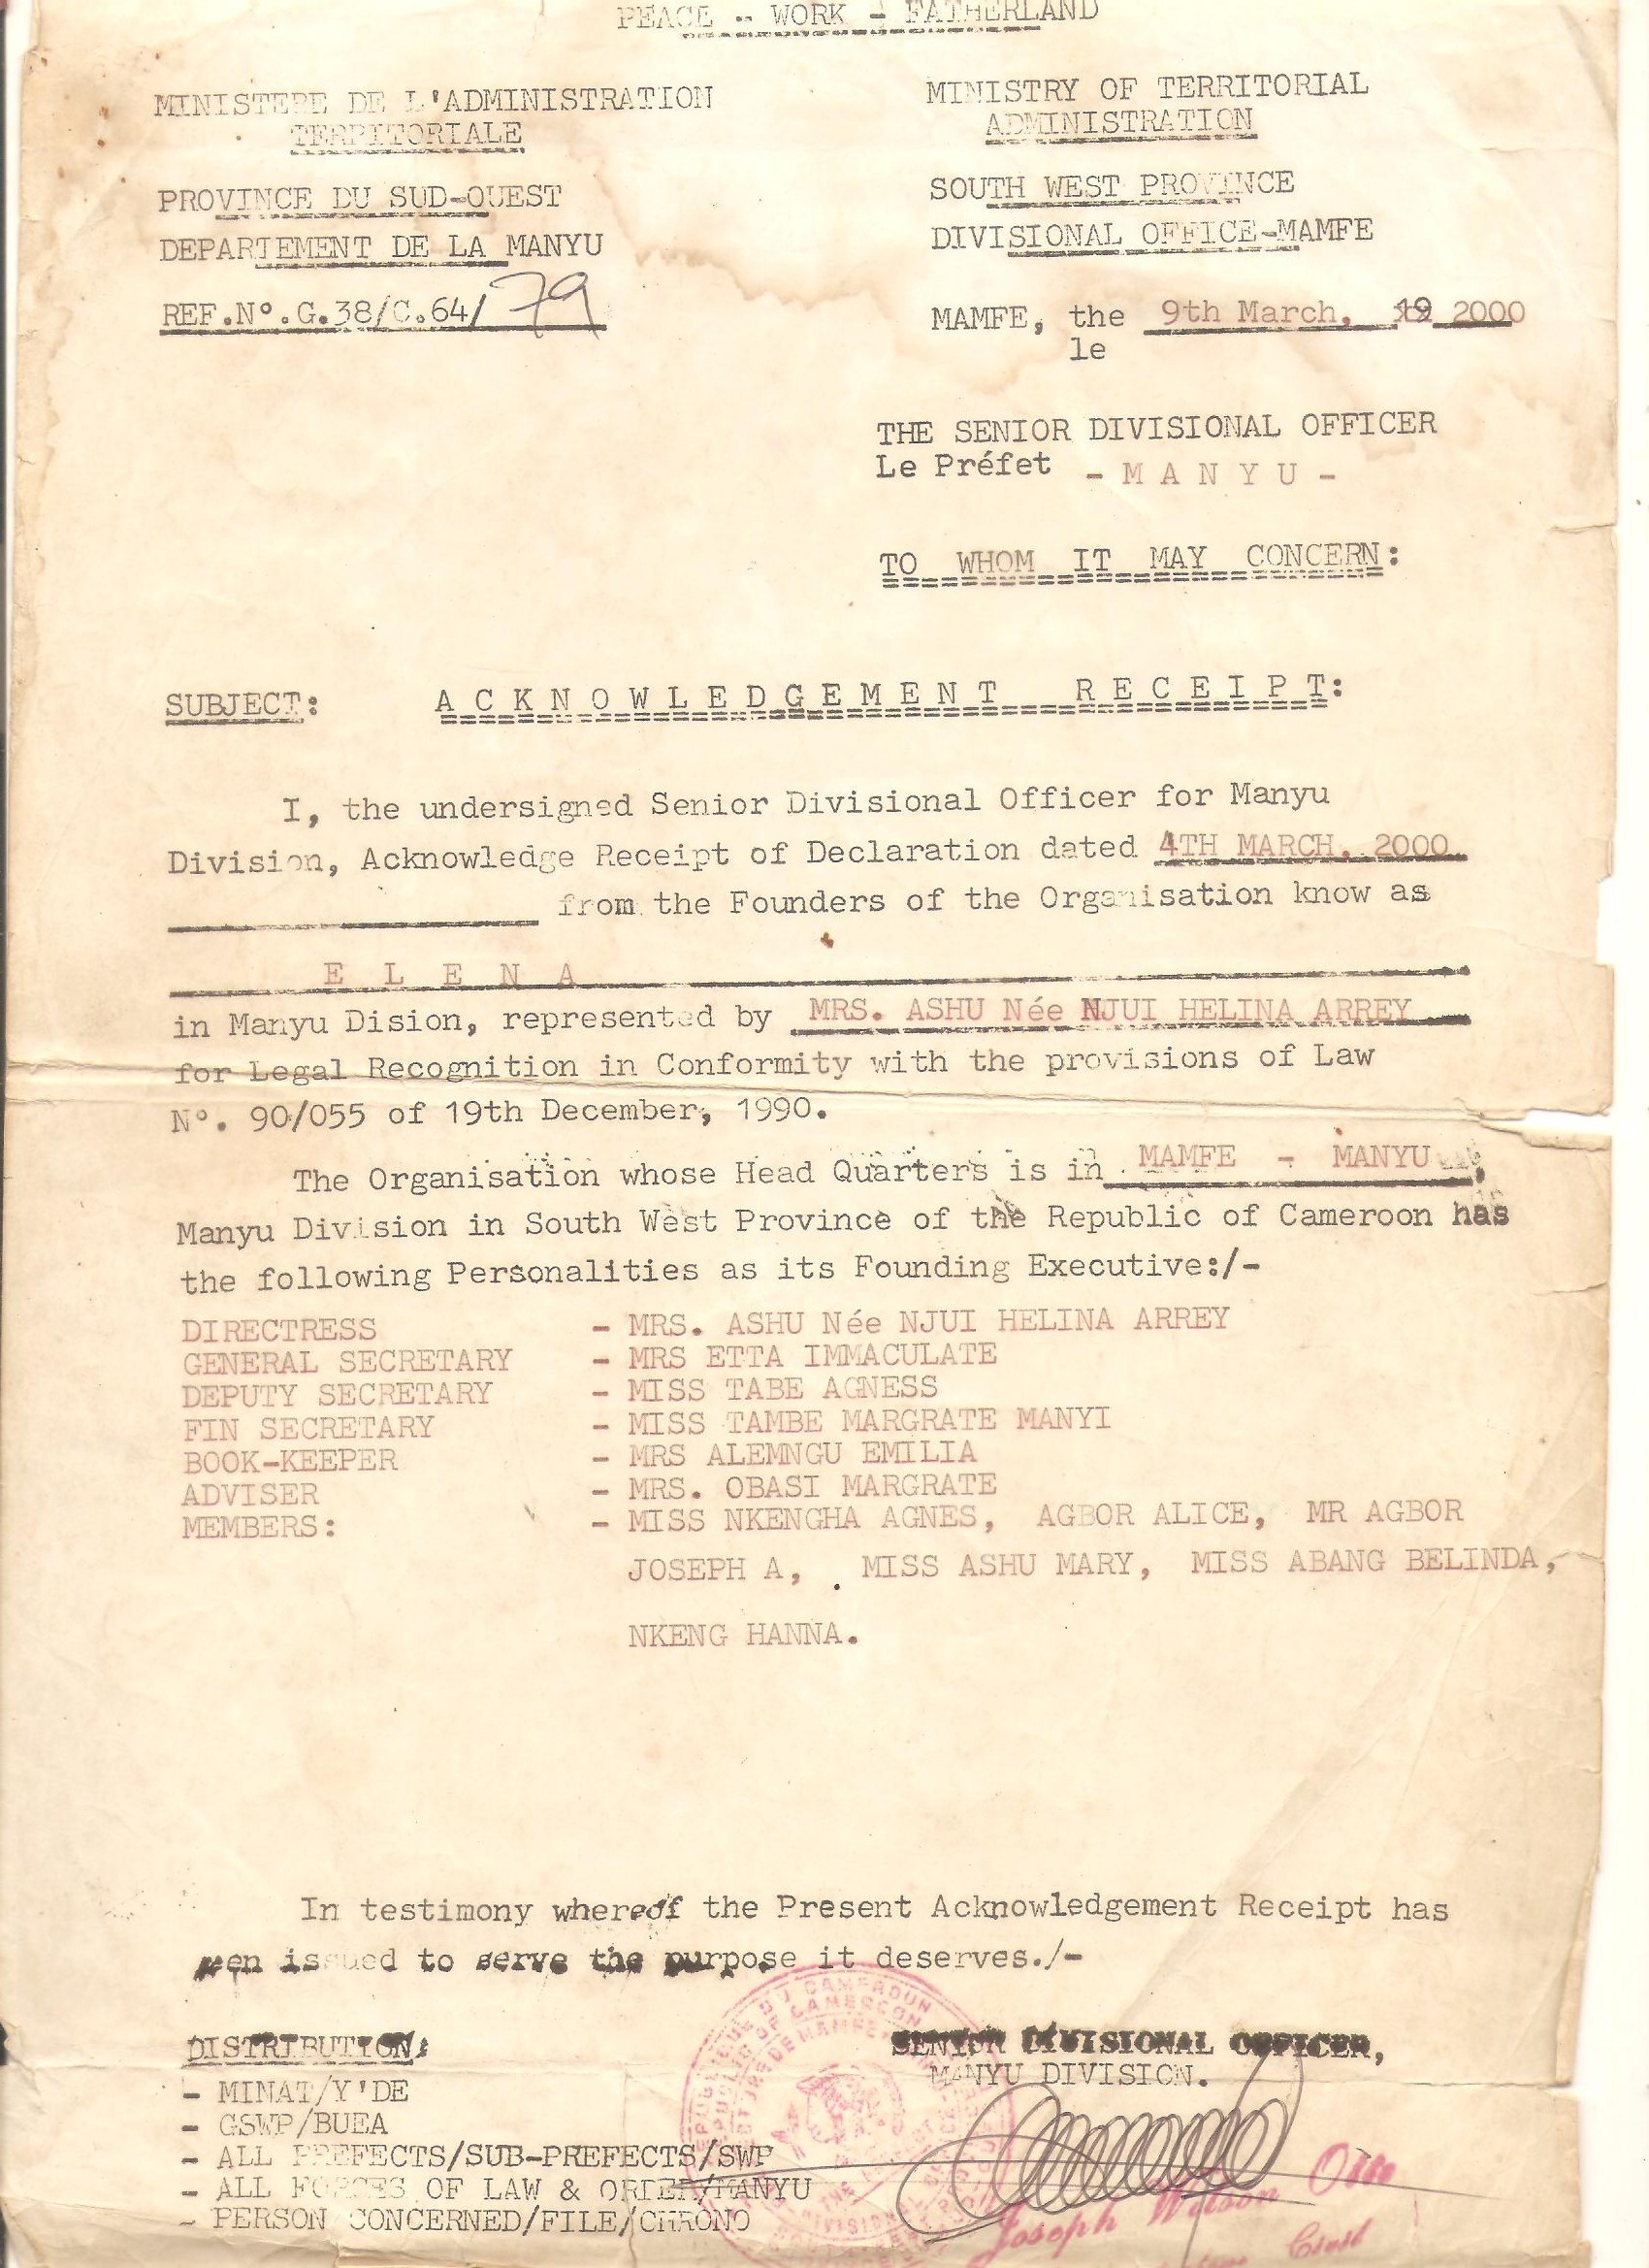 PEACE -- WORK - FATHERLAND
MINISTERE DE L'ADMINISTRATION
TERRITORIALE
PROVINCE DU SUD-OUEST
DEPARTEMENT DE LA MANYU
REF.N°.G.38/C.64/ 79
MINISTRY OF TERRITORIAL
ADMINISTRATION
SOUTH WEST PROVINCE
DIVISIONAL OFFICE-MAMFE
MAMFE, the 9th March, 19 2000
le
THE SENIOR DIVISIONAL OFFICER
Le Préfet - M A N Y U -
TO WHOM IT MAY CONCERN:
SUBJECT: A C K N O W L E D G E M E N T R E C E I P T:
I, the undersigned Senior Divisional Officer for Manyu
Division, Acknowledge Receipt of Declaration dated 4TH MARCH. 2000
from the Founders of the Organisation know as
E L E N A
in Manyu Dision, represented by MRS. ASHU Née NJUI HELINA ARREY
for Legal Recognition in Conformity with the provisions of Law
N°. 90/055 of 19th December, 1990.
The Organisation whose Head Quarters is in MAMFE - MANYU ,
Manyu Division in South West Province of the Republic of Cameroon has
the following Personalities as its Founding Executive:/-
DIRECTRESS - MRS. ASHU Née NJUI HELINA ARREY
GENERAL SECRETARY - MRS ETTA IMMACULATE
DEPUTY SECRETARY - MISS TABE AGNESS
FIN SECRETARY - MISS TAMBE MARGRATE MANYI
BOOK-KEEPER - MRS ALEMNGU EMILIA
ADVISER - MRS. OBASI MARGRATE
MEMBERS: - MISS NKENGHA AGNES, AGBOR ALICE, MR AGBOR
JOSEPH A, . MISS ASHU MARY, MISS ABANG BELINDA,
NKENG HANNA.
In testimony whereof the Present Acknowledgement Receipt has
issued to serve the purpose it deserves./-
DISTRIBUTION:
- MINAT/Y'DE
- GSWP/BUEA
- ALL PREFECTS/SUB-PREFECTS/SWP
- ALL FORCES OF LAW & ORDER/MANYU
- PERSON CONCERNED/FILE/CHRONO
SENIOR DIVISIONAL OFFICER,
MANYU DIVISION.
Joseph Wilson
Civil